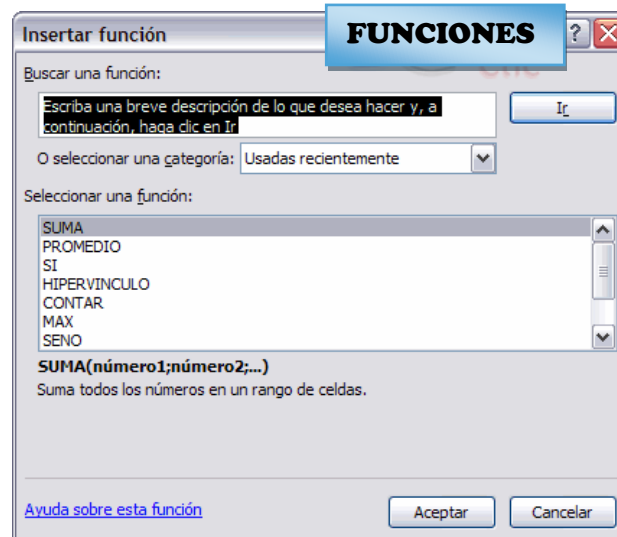 Insertar función
FUNCIONES
Buscar una función:
Escriba una breve descripción de lo que desea hacer y, a
continuación, haga clic en Ir
Ir
O seleccionar una categoría: Usadas recientemente
Seleccionar una función:
SUMA
PROMEDIO
SI
HIPERVINCULO
CONTAR
MAX
SENO
SUMA(número1;número2;...)
Suma todos los números en un rango de celdas.
Ayuda sobre esta función
Aceptar
Cancelar